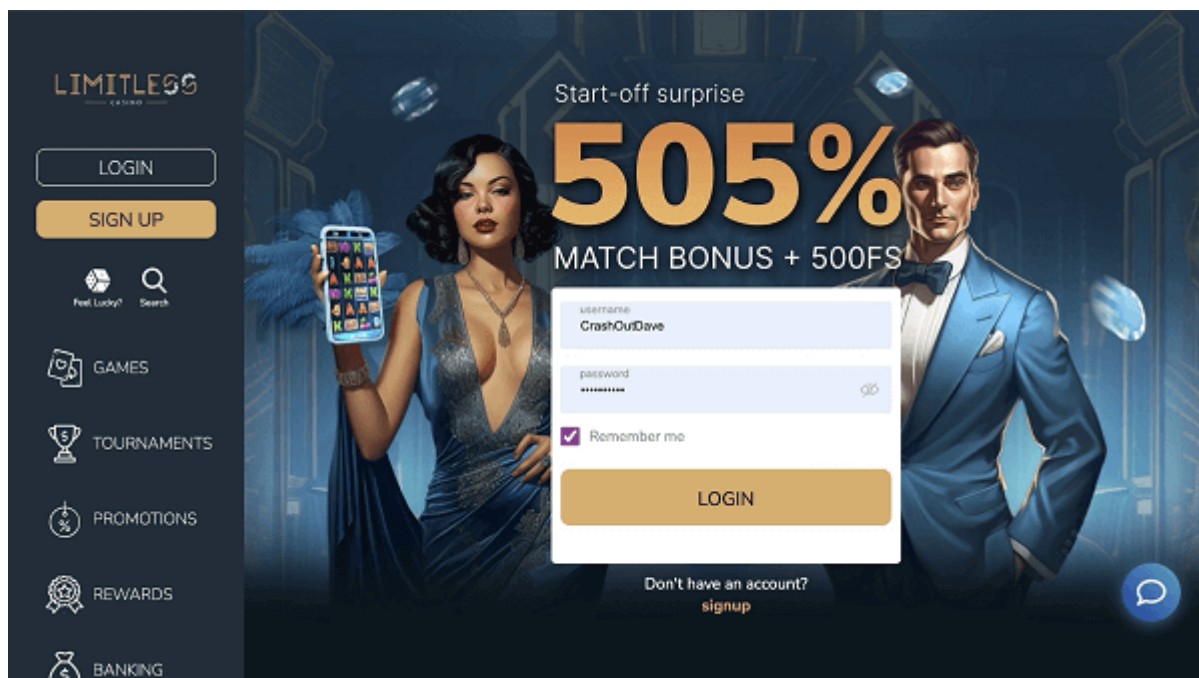 LIMITLESS
CASINO
LOGIN
SIGN UP
Feel Lucky?
Search
GAMES
TOURNAMENTS
PROMOTIONS
REWARDS
BANKING
Start-off surprise
505%
MATCH BONUS + 500FS
username
CrashOutDave
password
••••••••••
Remember me
LOGIN
Don't have an account?
signup